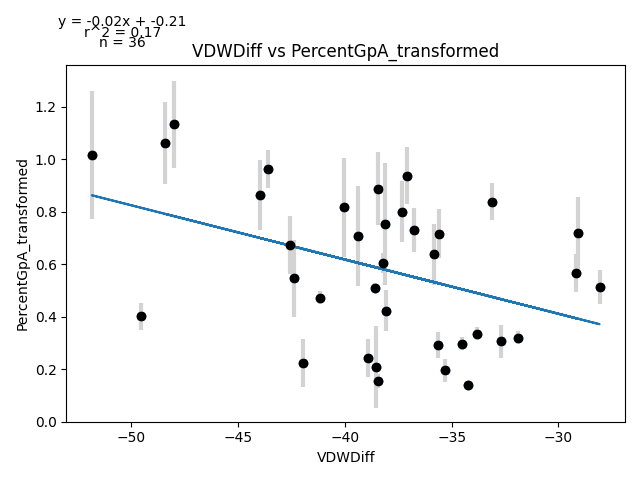 y = -0.02x + -0.21
r^2 = 0.17
n = 36
VDWDiff vs PercentGpA_transformed
PercentGpA_transformed
1.2
1.0
0.8
0.6
0.4
0.2
0.0
−50
−45
−40
−35
−30
VDWDiff